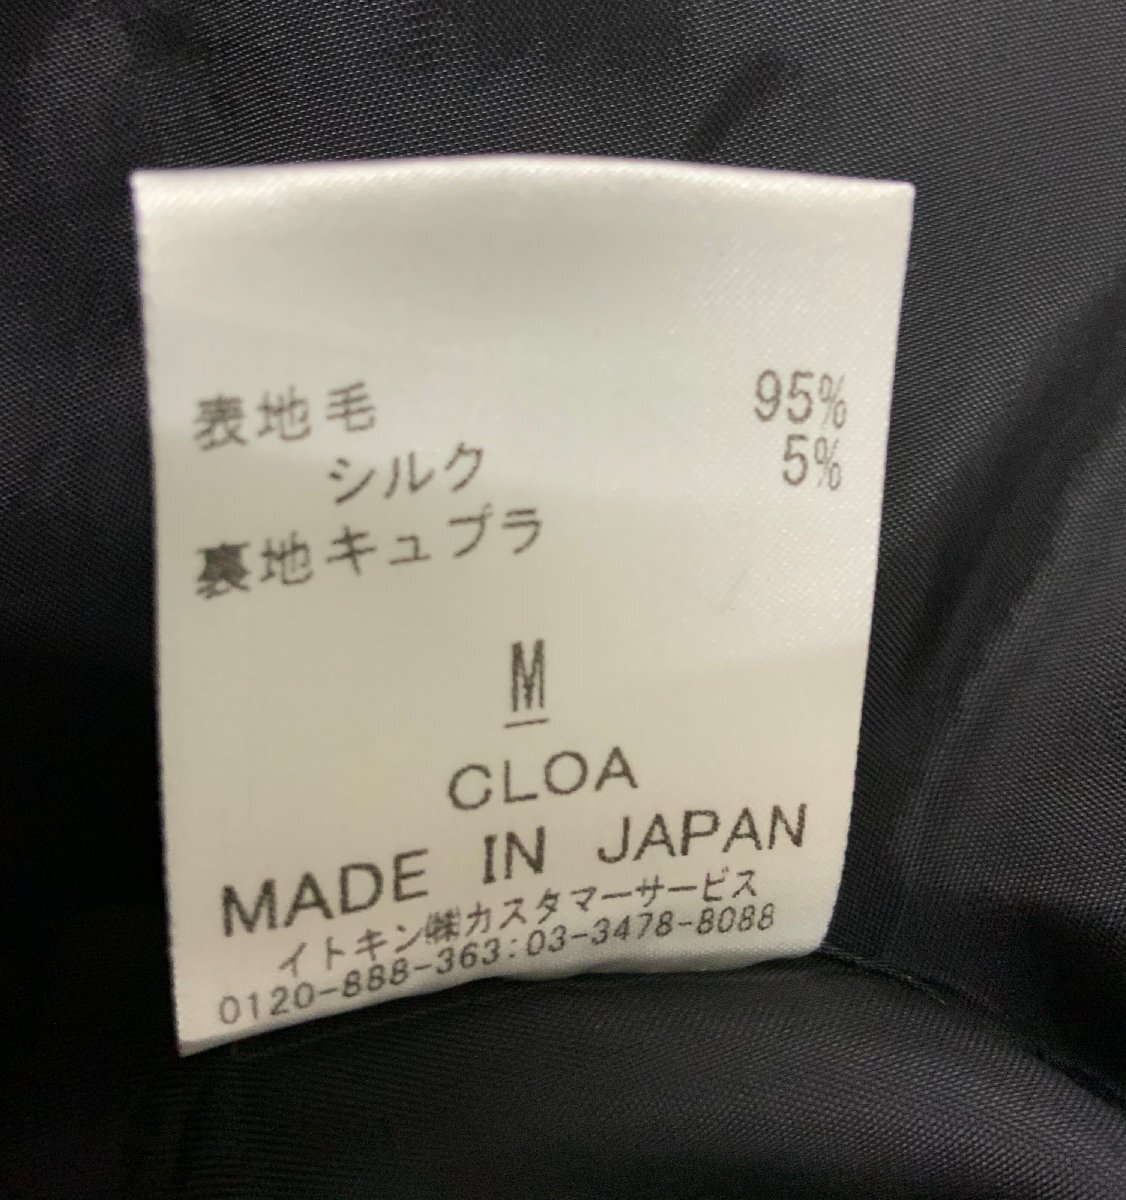 表地毛 95%
シルク 5%
裏地キュプラ
M
CLOA
MADE IN JAPAN
イトキン㈱カスタマーサービス
0120-888-363:03-3478-8088